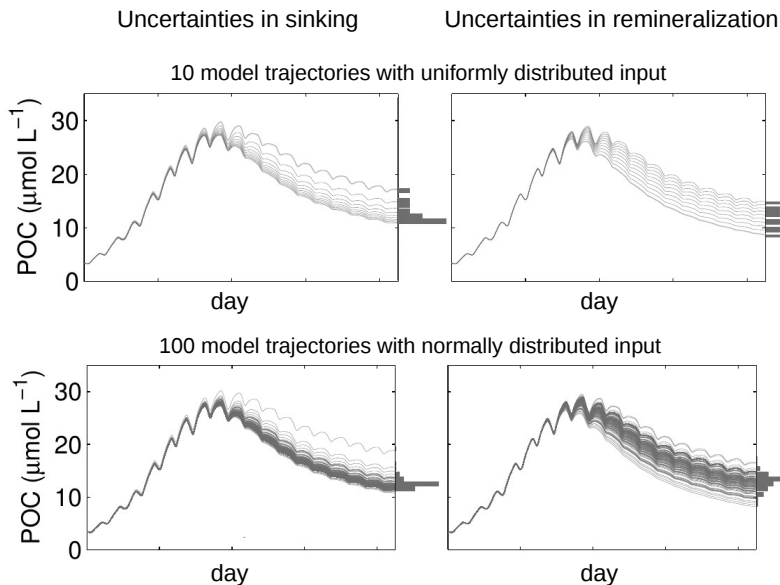 Uncertainties in sinking
Uncertainties in remineralization
10 model trajectories with uniformly distributed input
POC (μmol L⁻¹)
30
20
10
0
day
day
100 model trajectories with normally distributed input
POC (μmol L⁻¹)
30
20
10
0
day
day